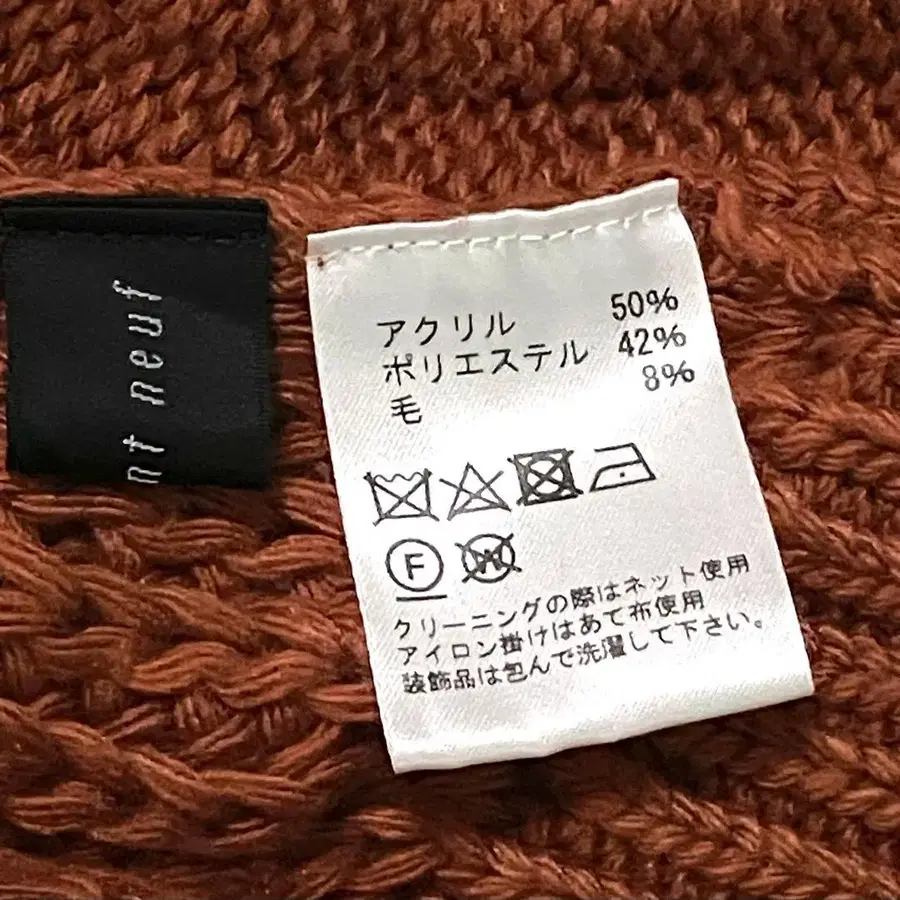 nt neuf
アクリル 50%
ポリエステル 42%
毛 8%
F W
クリーニングの際はネット使用
アイロン掛けはあて布使用
装飾品は包んで洗濯して下さい。